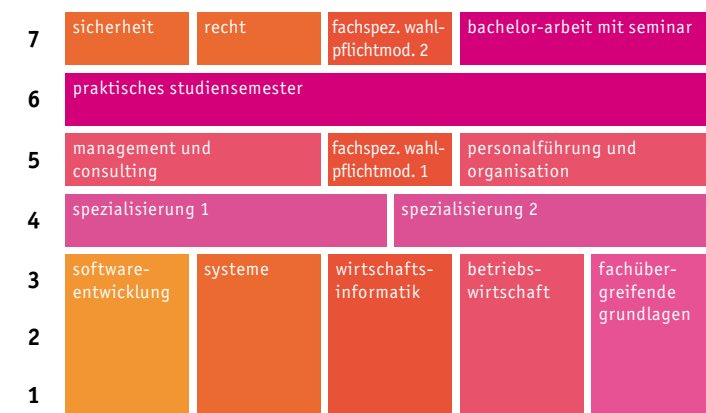 7
sicherheit
recht
fachspez. wahl-
pflichtmod. 2
bachelor-arbeit mit seminar
6
praktisches studiensemester
5
management und
consulting
fachspez. wahl-
pflichtmod. 1
personalführung und
organisation
4
spezialisierung 1
spezialisierung 2
3
software-
entwicklung
systeme
wirtschafts-
informatik
betriebs-
wirtschaft
fachüber-
greifende
grundlagen
2
1